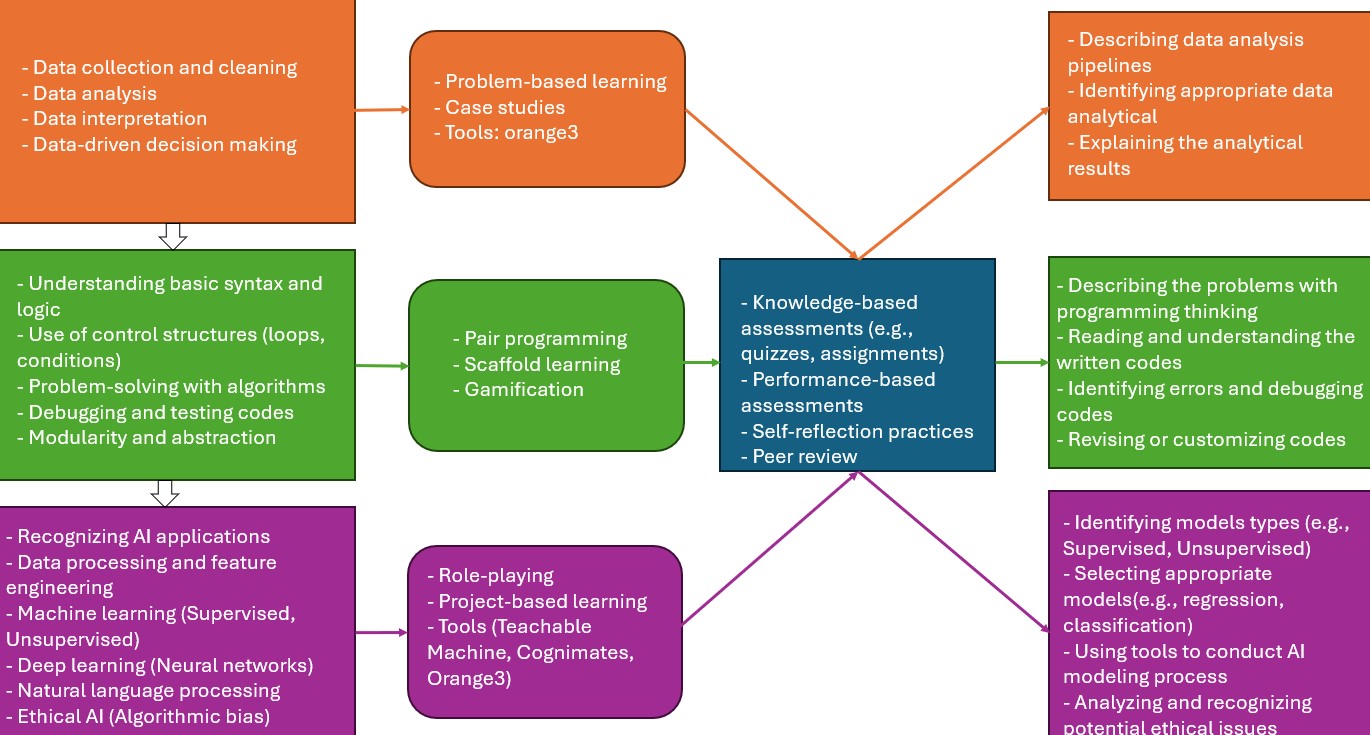 - Data collection and cleaning
- Data analysis
- Data interpretation
- Data-driven decision making
- Problem-based learning
- Case studies
- Tools: orange3
- Describing data analysis
pipelines
- Identifying appropriate data
analytical
- Explaining the analytical
results
- Understanding basic syntax and
logic
- Use of control structures (loops,
conditions)
- Problem-solving with algorithms
- Debugging and testing codes
- Modularity and abstraction
- Pair programming
- Scaffold learning
- Gamification
- Knowledge-based
assessments (e.g.,
quizzes, assignments)
- Performance-based
assessments
- Self-reflection practices
- Peer review
- Describing the problems with
programming thinking
- Reading and understanding the
written codes
- Identifying errors and debugging
codes
- Revising or customizing codes
- Recognizing AI applications
- Data processing and feature
engineering
- Machine learning (Supervised,
Unsupervised)
- Deep learning (Neural networks)
- Natural language processing
- Ethical AI (Algorithmic bias)
- Role-playing
- Project-based learning
- Tools (Teachable
Machine, Cognimates,
Orange3)
- Identifying models types (e.g.,
Supervised, Unsupervised)
- Selecting appropriate
models(e.g., regression,
classification)
- Using tools to conduct AI
modeling process
- Analyzing and recognizing
potential ethical issues